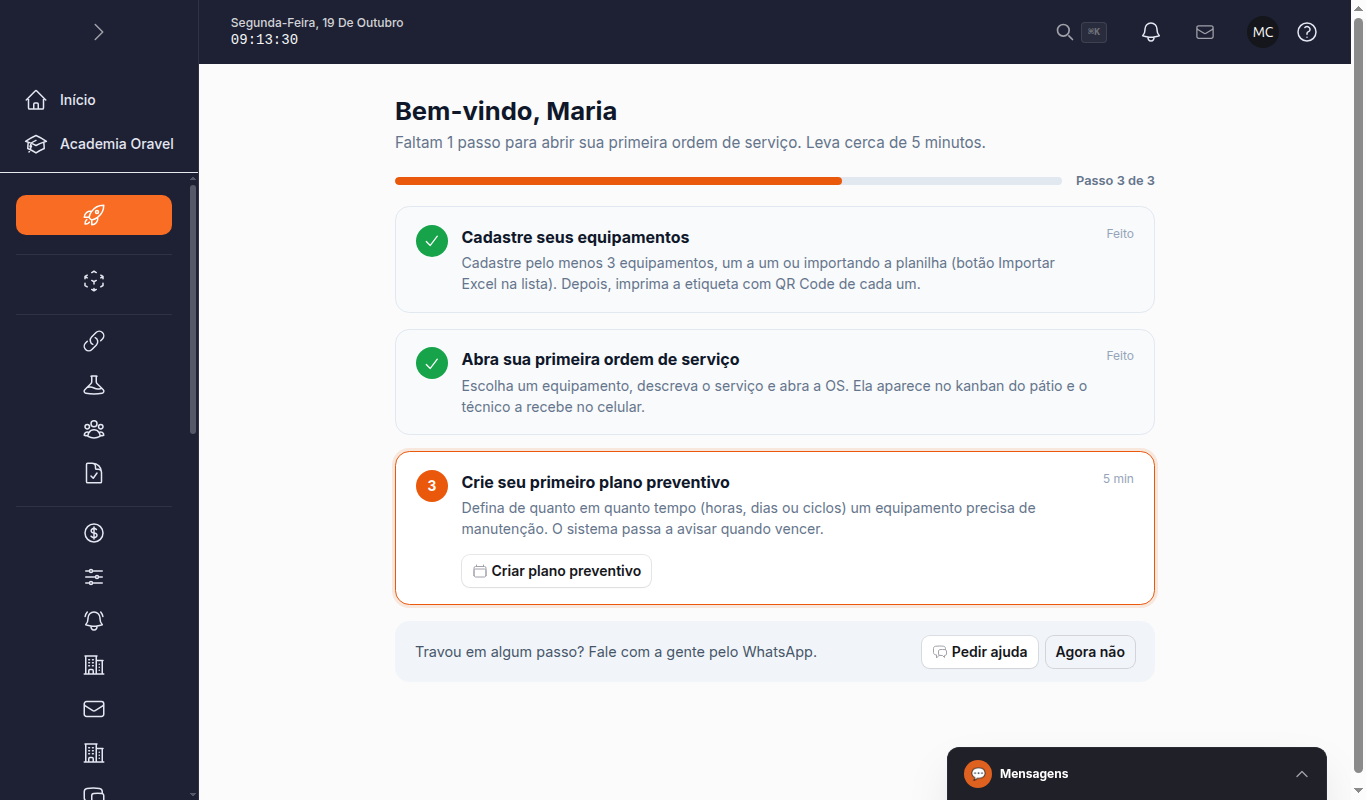 Segunda-Feira, 19 De Outubro
09:13:30
⌘K
MC
Início
Academia Oravel
Bem-vindo, Maria
Faltam 1 passo para abrir sua primeira ordem de serviço. Leva cerca de 5 minutos.
Passo 3 de 3
Cadastre seus equipamentos
Feito
Cadastre pelo menos 3 equipamentos, um a um ou importando a planilha (botão Importar
Excel na lista). Depois, imprima a etiqueta com QR Code de cada um.
Abra sua primeira ordem de serviço
Feito
Escolha um equipamento, descreva o serviço e abra a OS. Ela aparece no kanban do pátio e o
técnico a recebe no celular.
3
Crie seu primeiro plano preventivo
5 min
Defina de quanto em quanto tempo (horas, dias ou ciclos) um equipamento precisa de
manutenção. O sistema passa a avisar quando vencer.
Criar plano preventivo
Travou em algum passo? Fale com a gente pelo WhatsApp.
Pedir ajuda
Agora não
Mensagens